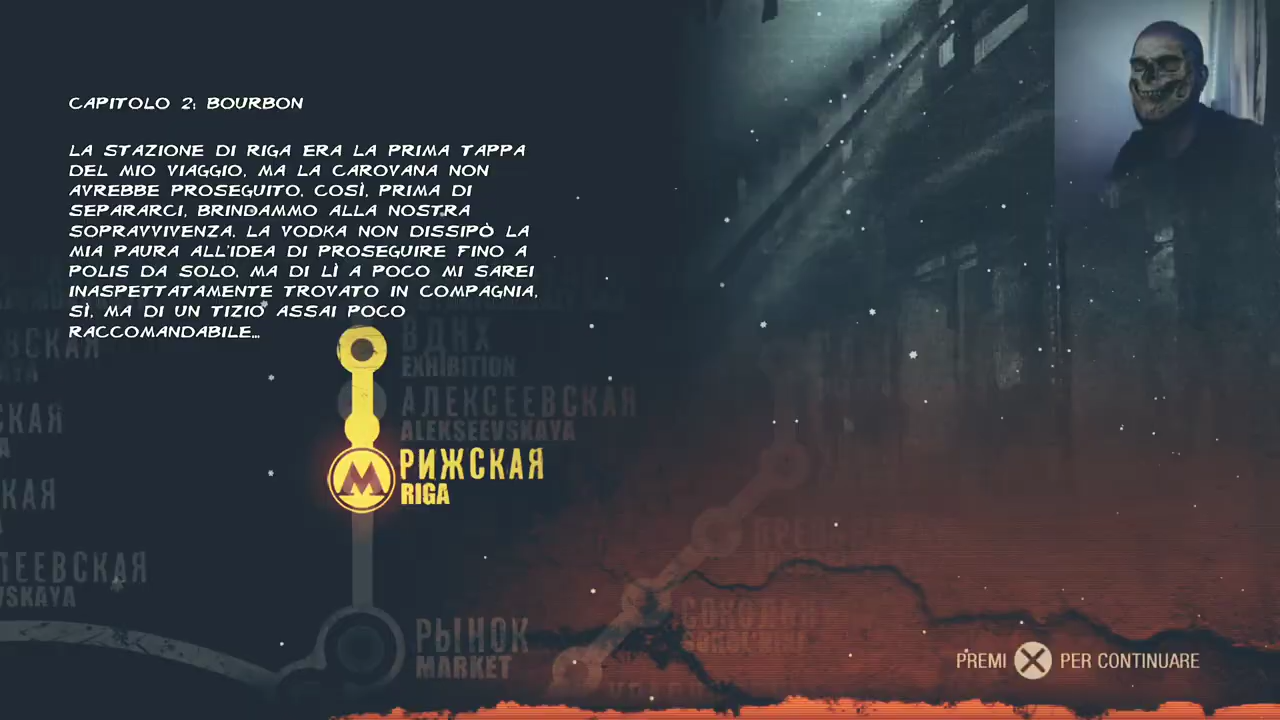 CAPITOLO 2: BOURBON
LA STAZIONE DI RIGA ERA LA PRIMA TAPPA
DEL MIO VIAGGIO, MA LA CAROVANA NON
AVREBBE PROSEGUITO. COSÌ, PRIMA DI
SEPARARCI, BRINDAMMO ALLA NOSTRA
SOPRAVVIVENZA. LA VODKA NON DISSIPÒ LA
MIA PAURA ALL'IDEA DI PROSEGUIRE FINO A
POLIS DA SOLO, MA DI LÌ A POCO MI SAREI
INASPETTATAMENTE TROVATO IN COMPAGNIA,
SÌ, MA DI UN TIZIO ASSAI POCO
RACCOMANDABILE...
ВДНХ
EXHIBITION
АЛЕКСЕЕВСКАЯ
ALEKSEEVSKAYA
РИЖСКАЯ
RIGA
РЫНОК
MARKET
PREMI X PER CONTINUARE